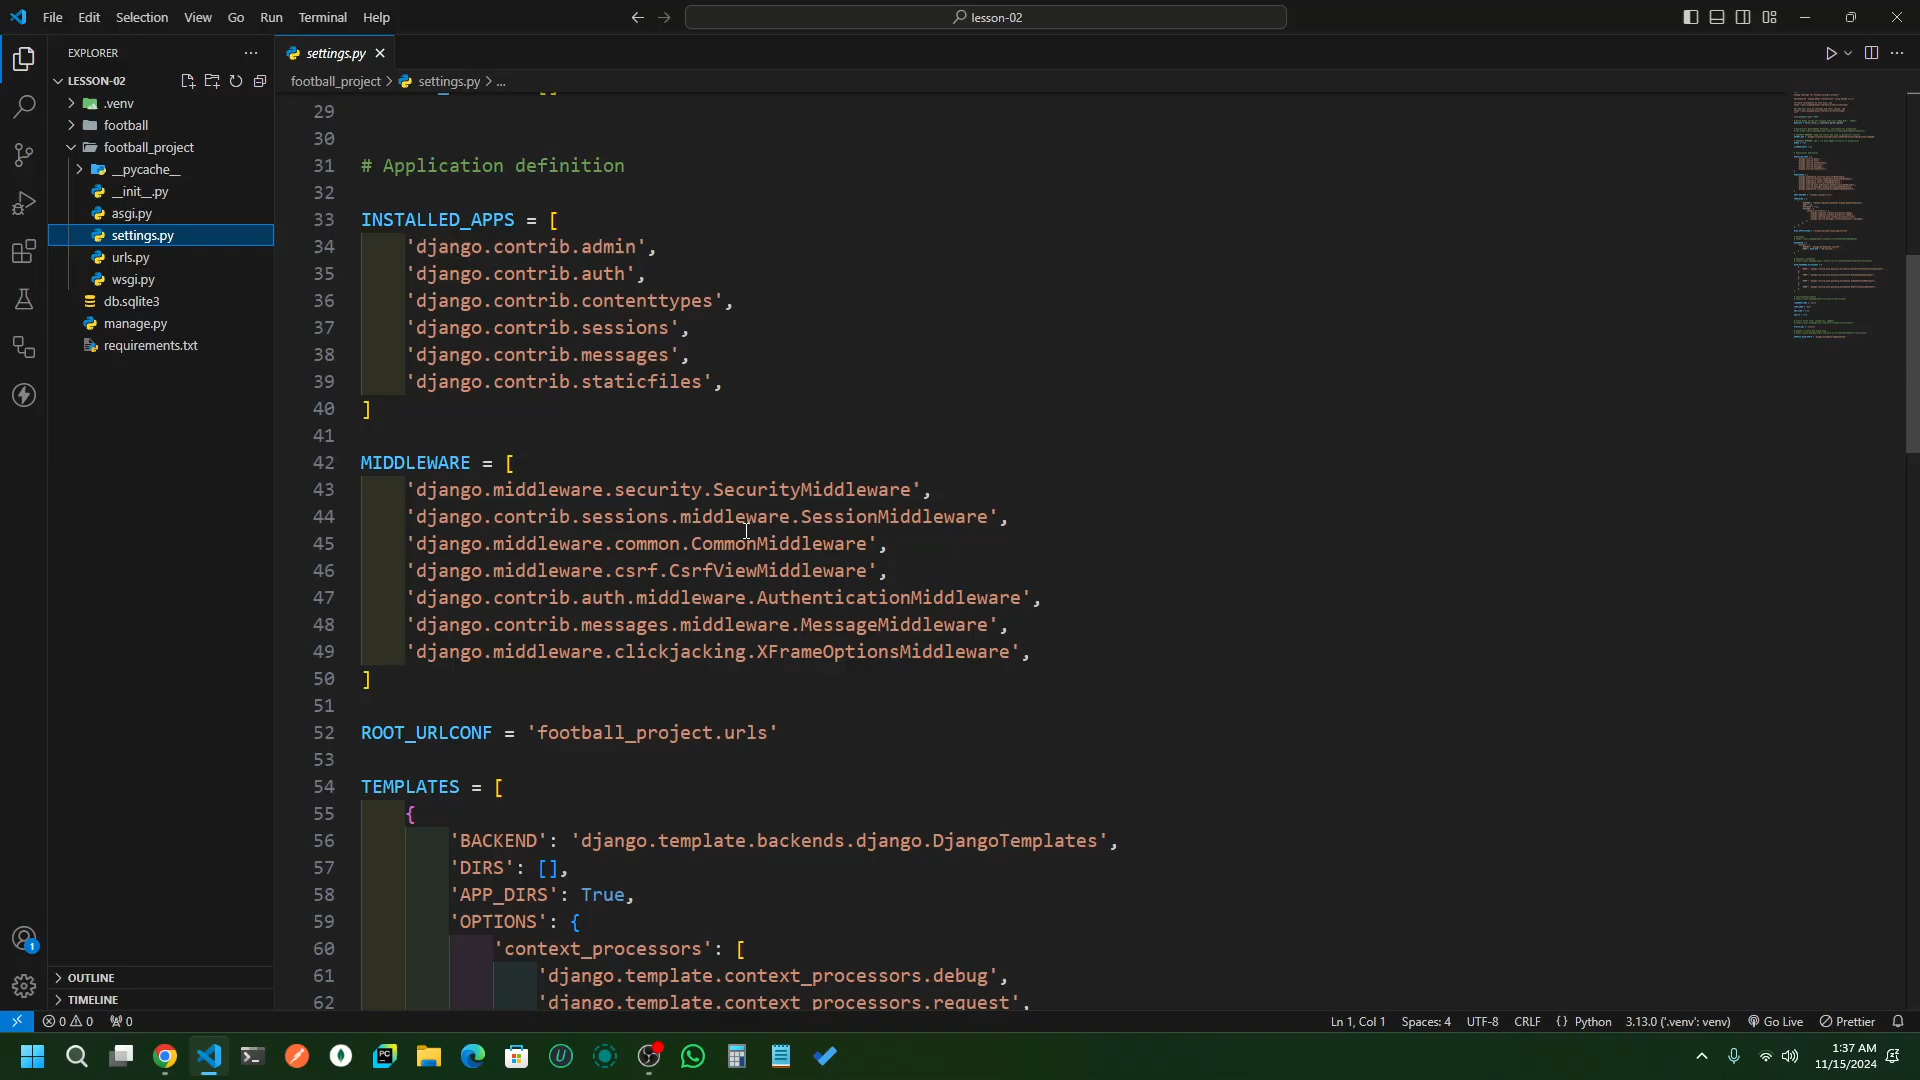 File Edit Selection View Go Run Terminal Help
lesson-02
EXPLORER
LESSON-02
.venv
football
football_project
__pycache__
__init__.py
asgi.py
settings.py
urls.py
wsgi.py
db.sqlite3
manage.py
requirements.txt
OUTLINE
TIMELINE
settings.py
football_project > settings.py > ...
29
30
31 # Application definition
32
33 INSTALLED_APPS = [
34 'django.contrib.admin',
35 'django.contrib.auth',
36 'django.contrib.contenttypes',
37 'django.contrib.sessions',
38 'django.contrib.messages',
39 'django.contrib.staticfiles',
40 ]
41
42 MIDDLEWARE = [
43 'django.middleware.security.SecurityMiddleware',
44 'django.contrib.sessions.middleware.SessionMiddleware',
45 'django.middleware.common.CommonMiddleware',
46 'django.middleware.csrf.CsrfViewMiddleware',
47 'django.contrib.auth.middleware.AuthenticationMiddleware',
48 'django.contrib.messages.middleware.MessageMiddleware',
49 'django.middleware.clickjacking.XFrameOptionsMiddleware',
50 ]
51
52 ROOT_URLCONF = 'football_project.urls'
53
54 TEMPLATES = [
55 {
56 'BACKEND': 'django.template.backends.django.DjangoTemplates',
57 'DIRS': [],
58 'APP_DIRS': True,
59 'OPTIONS': {
60 'context_processors': [
61 'django.template.context_processors.debug',
62 'django.template.context_processors.request',
1
0 0 0
Ln 1, Col 1 Spaces: 4 UTF-8 CRLF {} Python 3.13.0 ('.venv': venv) Go Live Prettier
PC
1:37 AM
11/15/2024